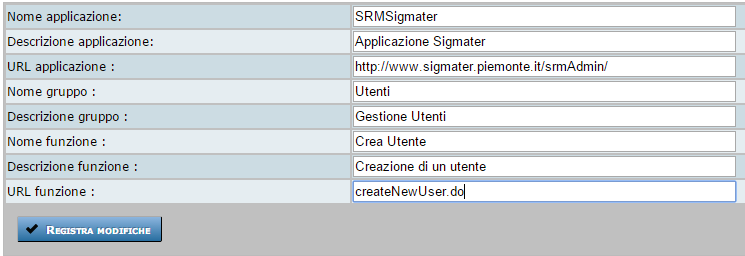 Nome applicazione: SRMSigmater
Descrizione applicazione: Applicazione Sigmater
URL applicazione : http://www.sigmater.piemonte.it/srmAdmin/
Nome gruppo : Utenti
Descrizione gruppo : Gestione Utenti
Nome funzione : Crea Utente
Descrizione funzione : Creazione di un utente
URL funzione : createNewUser.do
REGISTRA MODIFICHE